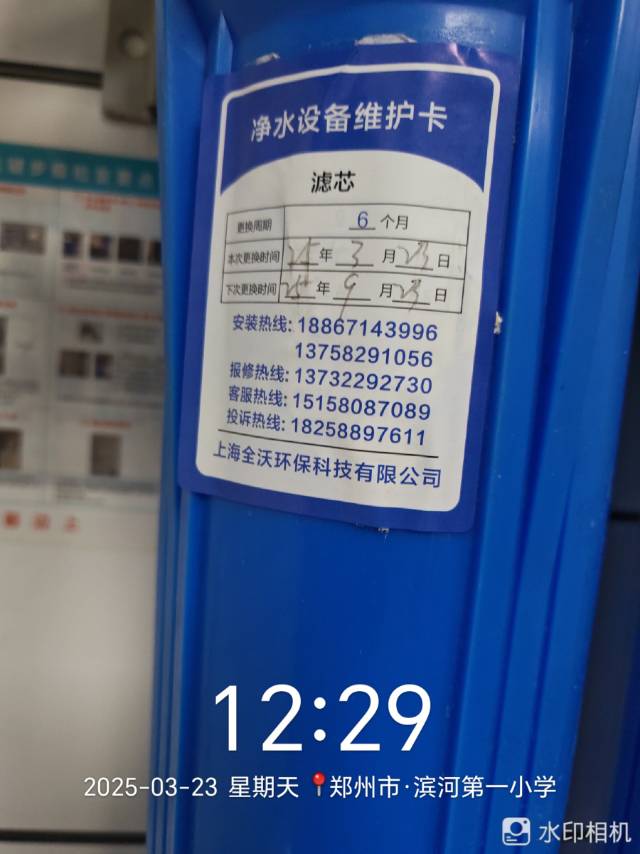 净水设备维护卡
滤芯
更换周期 6 个月
本次更换时间 25 年 3 月 23 日
下次更换时间 25 年 9 月 23 日
安装热线: 18867143996
13758291056
报修热线: 13732292730
客服热线: 15158087089
投诉热线: 18258897611
上海全沃环保科技有限公司
12:29
2025-03-23 星期天 郑州市·滨河第一小学
水印相机